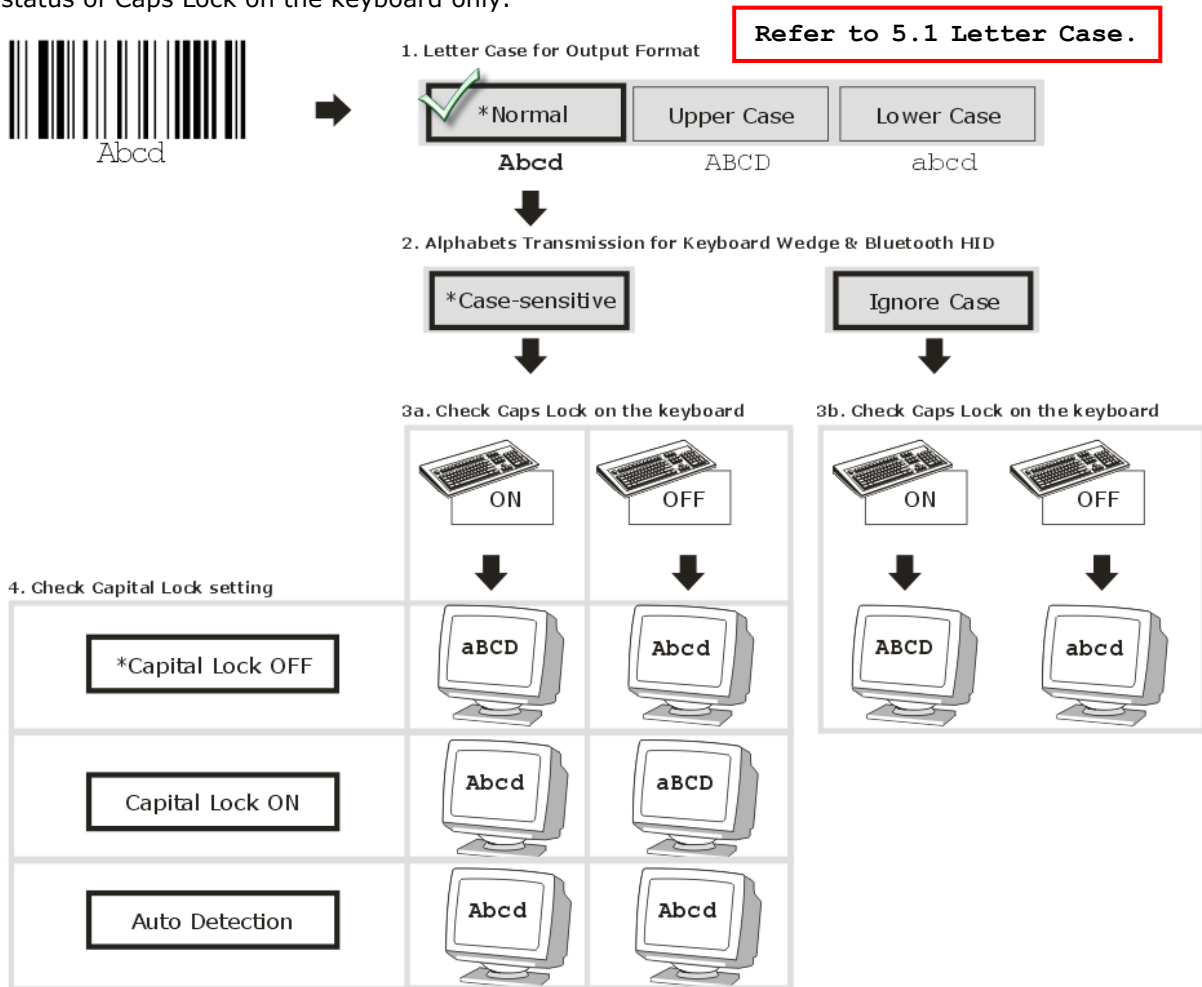 status of Caps Lock on the keyboard only.
Refer to 5.1 Letter Case.
1. Letter Case for Output Format
*Normal Upper Case Lower Case
Abcd
Abcd ABCD abcd
2. Alphabets Transmission for Keyboard Wedge & Bluetooth HID
*Case-sensitive Ignore Case
3a. Check Caps Lock on the keyboard 3b. Check Caps Lock on the keyboard
ON OFF ON OFF
4. Check Capital Lock setting
*Capital Lock OFF aBCD Abcd ABCD abcd
Capital Lock ON Abcd aBCD
Auto Detection Abcd Abcd